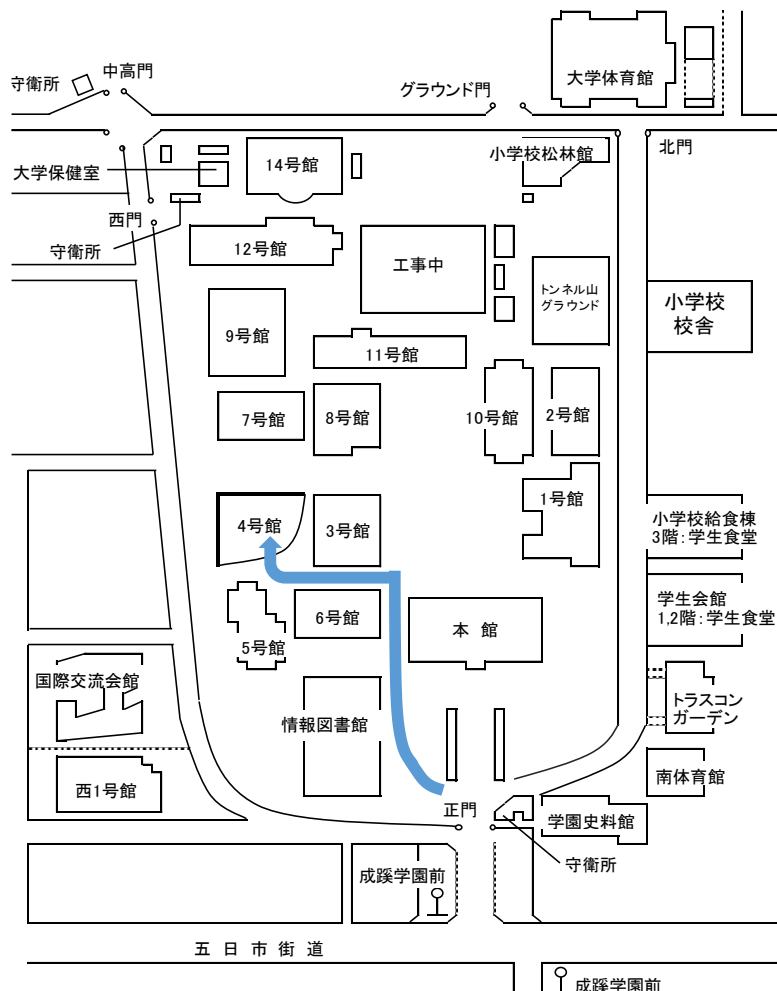 守衛所
中高門
グラウンド門
大学体育館
北門
大学保健室
14号館
小学校松林館
西門
守衛所
12号館
工事中
トンネル山
グラウンド
小学校
校舎
9号館
11号館
7号館
8号館
10号館
2号館
4号館
3号館
1号館
小学校給食棟
3階:学生食堂
学生会館
1,2階:学生食堂
5号館
6号館
本 館
国際交流会館
情報図書館
トラスコン
ガーデン
西1号館
南体育館
正門
学園史料館
守衛所
成蹊学園前
五 日 市 街 道
成蹊学園前